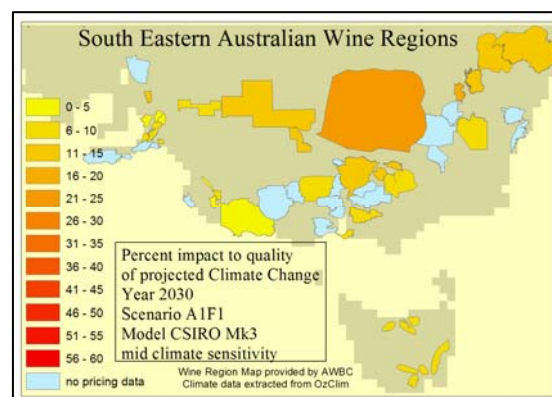 South Eastern Australian Wine Regions
0 - 5
6 - 10
11 - 15
16 - 20
21 - 25
26 - 30
31 - 35
36 - 40
41 - 45
46 - 50
51 - 55
56 - 60
no pricing data
Percent impact to quality
of projected Climate Change
Year 2030
Scenario A1F1
Model CSIRO Mk3
mid climate sensitivity
Wine Region Map provided by AWBC
Climate data extracted from OzClim